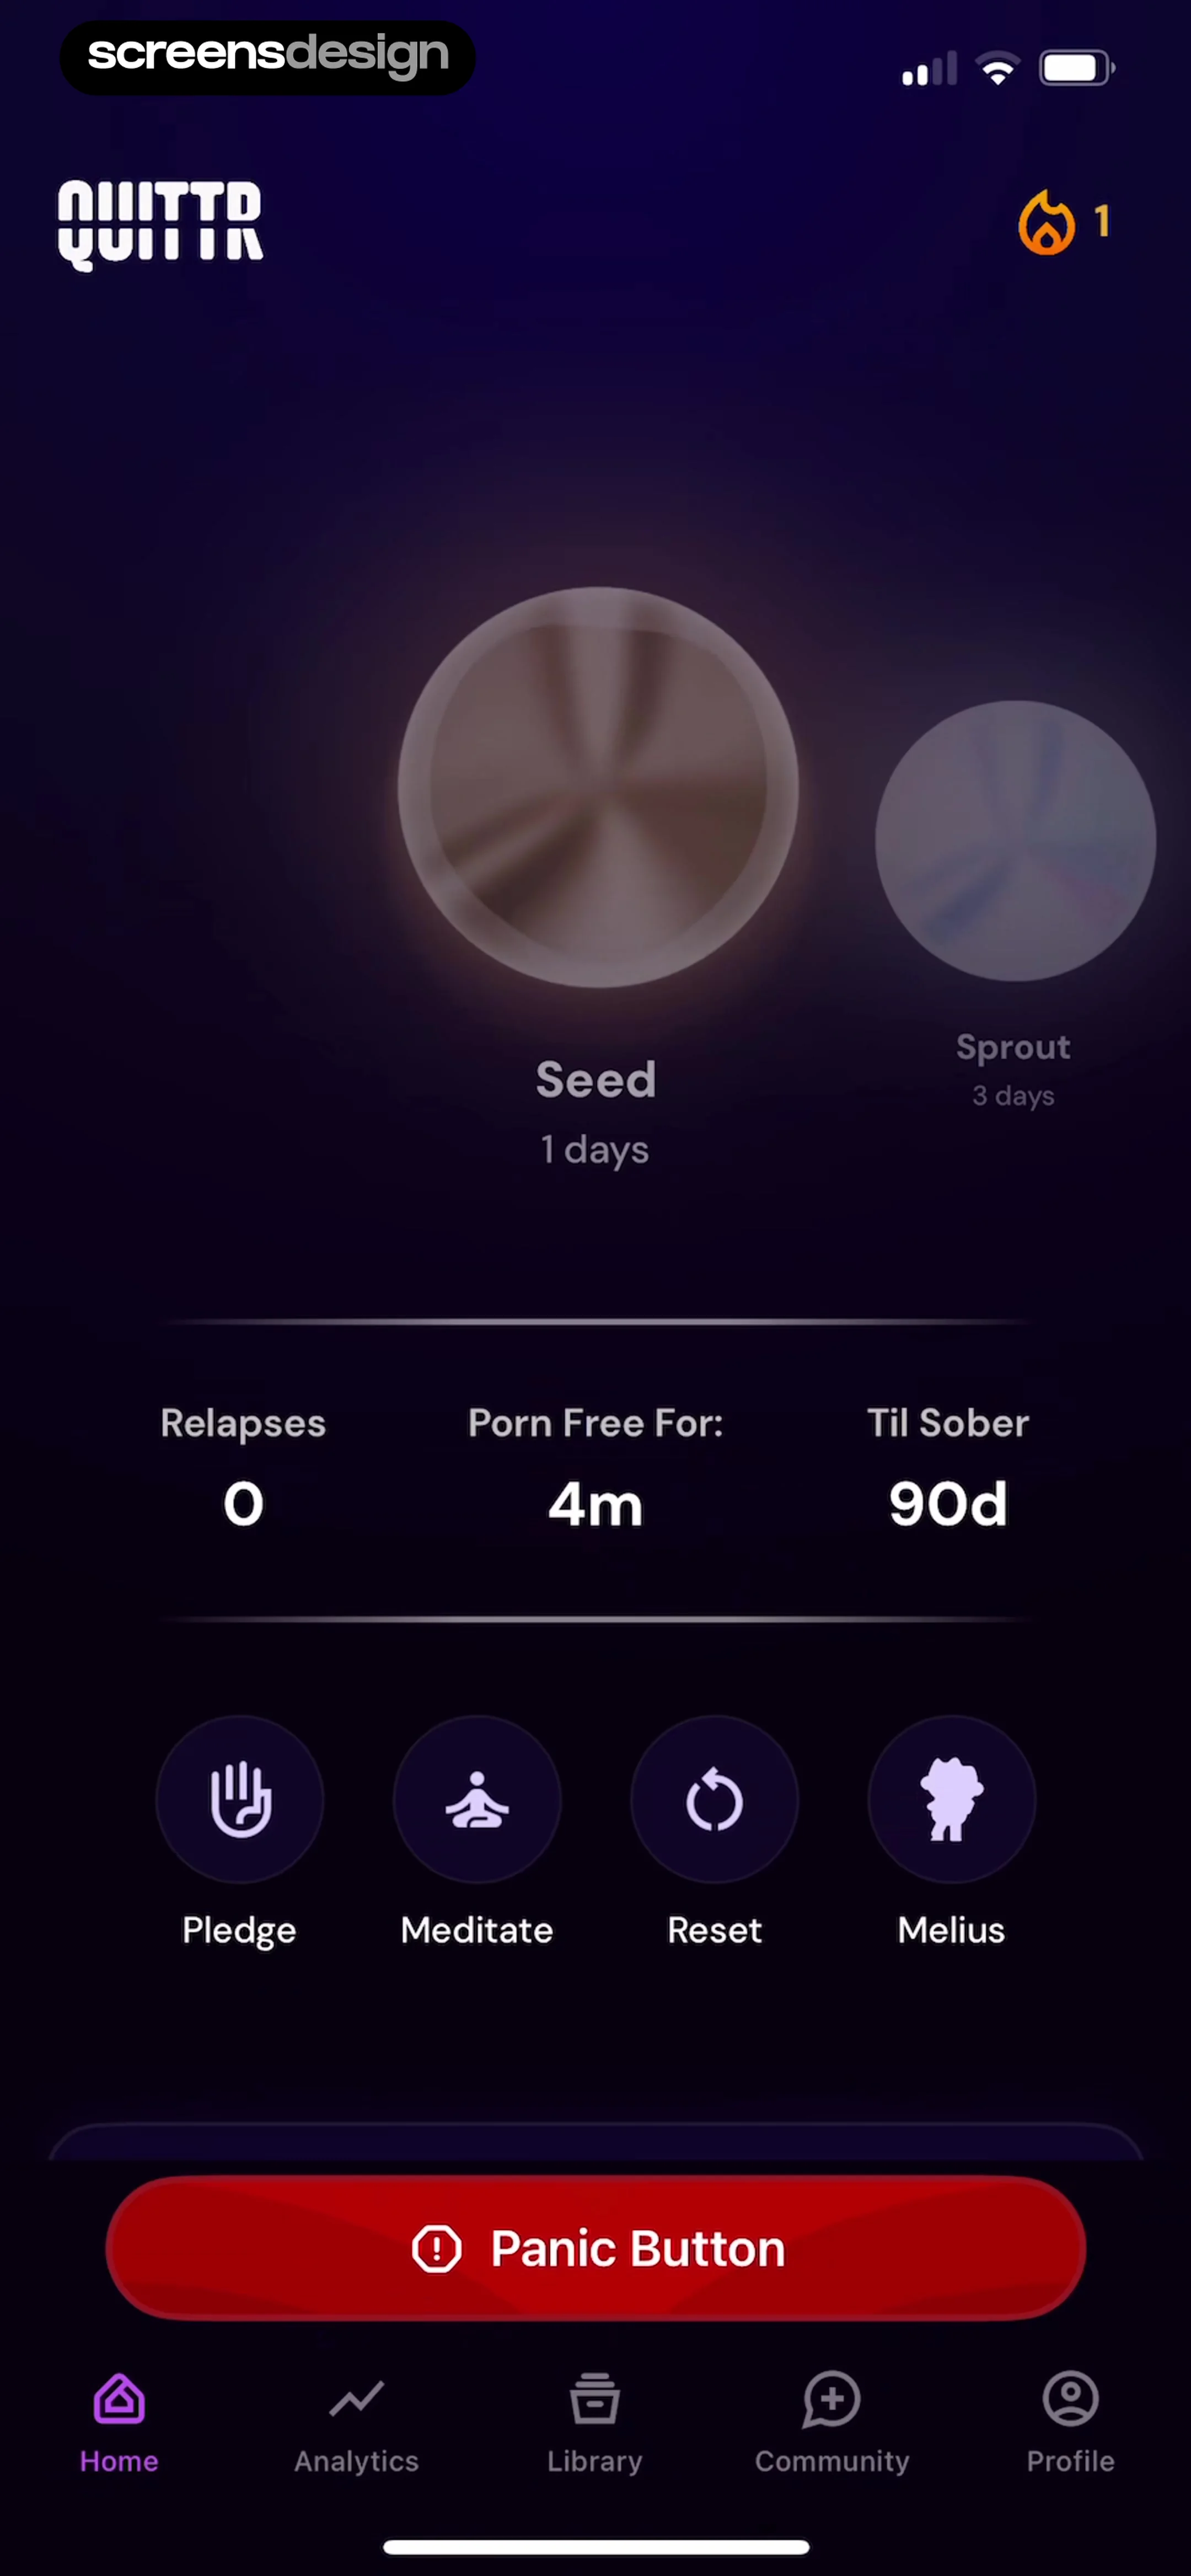 screensdesign
QUITTR
1
Seed
1 days
Sprout
3 days
Relapses
Porn Free For:
Til Sober
0
4m
90d
Pledge
Meditate
Reset
Melius
Panic Button
Home
Analytics
Library
Community
Profile